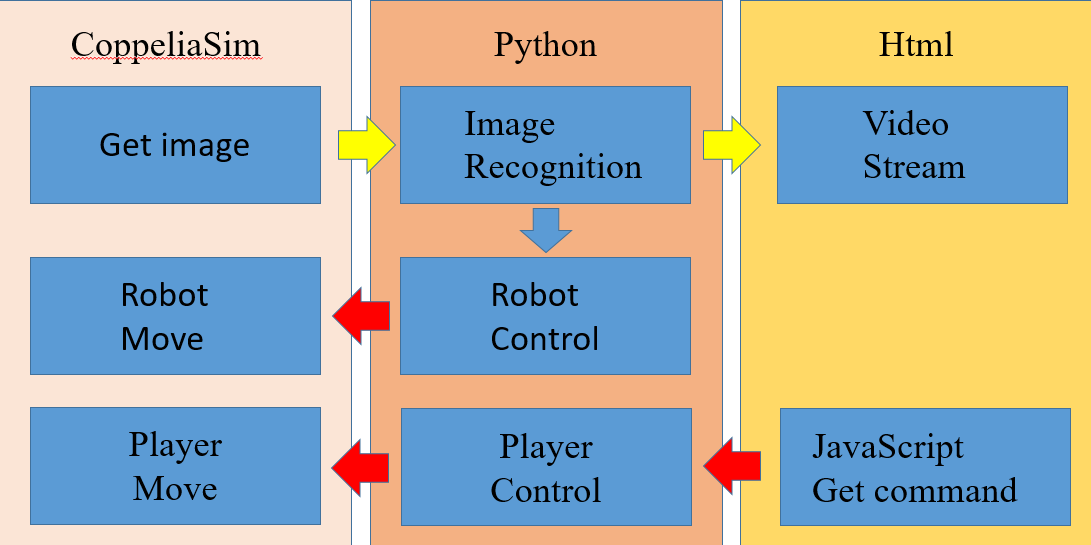 CoppeliaSim
Python
Html
Get image
Image
Recognition
Video
Stream
Robot
Move
Robot
Control
Player
Move
Player
Control
JavaScript
Get command